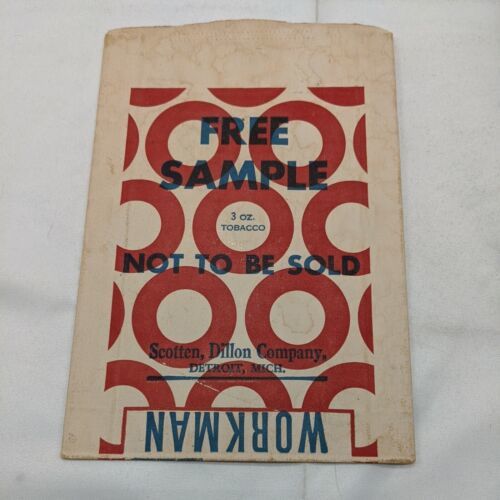 FREE
SAMPLE
3 oz.
TOBACCO
NOT TO BE SOLD
Scotten, Dillon Company,
DETROIT, MICH.
WORKMAN